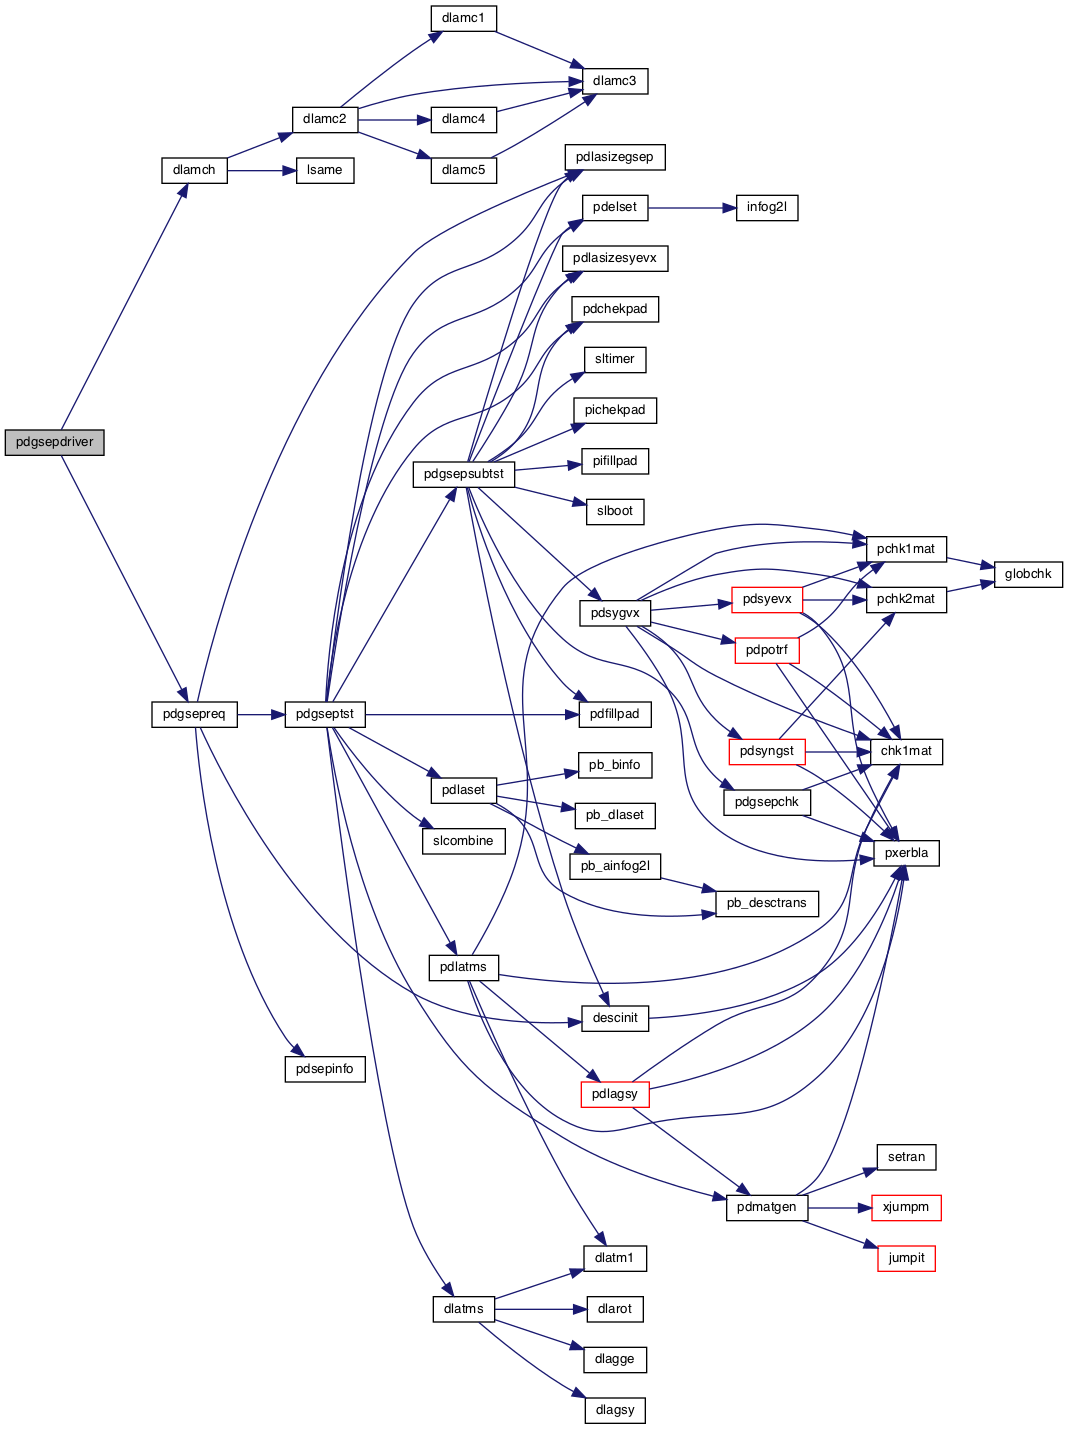 dlamc1
dlamc3
dlamc2
dlamc4
dlamch
lsame
dlamc5
pdlasizegsep
pdelset
infog2l
pdlasizesyevx
pdchekpad
sltimer
pichekpad
pdgsepdriver
pdgsepsubtst
pifillpad
slboot
pchk1mat
globchk
pdsygvx
pdsyevx
pchk2mat
pdpotrf
pdgsepreq
pdgseptst
pdfillpad
pdsyngst
chk1mat
pb_binfo
pdlaset
pdgsepchk
pb_dlaset
slcombine
pxerbla
pb_ainfog2l
pb_desctrans
pdlatms
descinit
pdsepinfo
pdlagsy
setran
pdmatgen
xjumpm
jumpit
dlatm1
dlatms
dlarot
dlagge
dlagsy